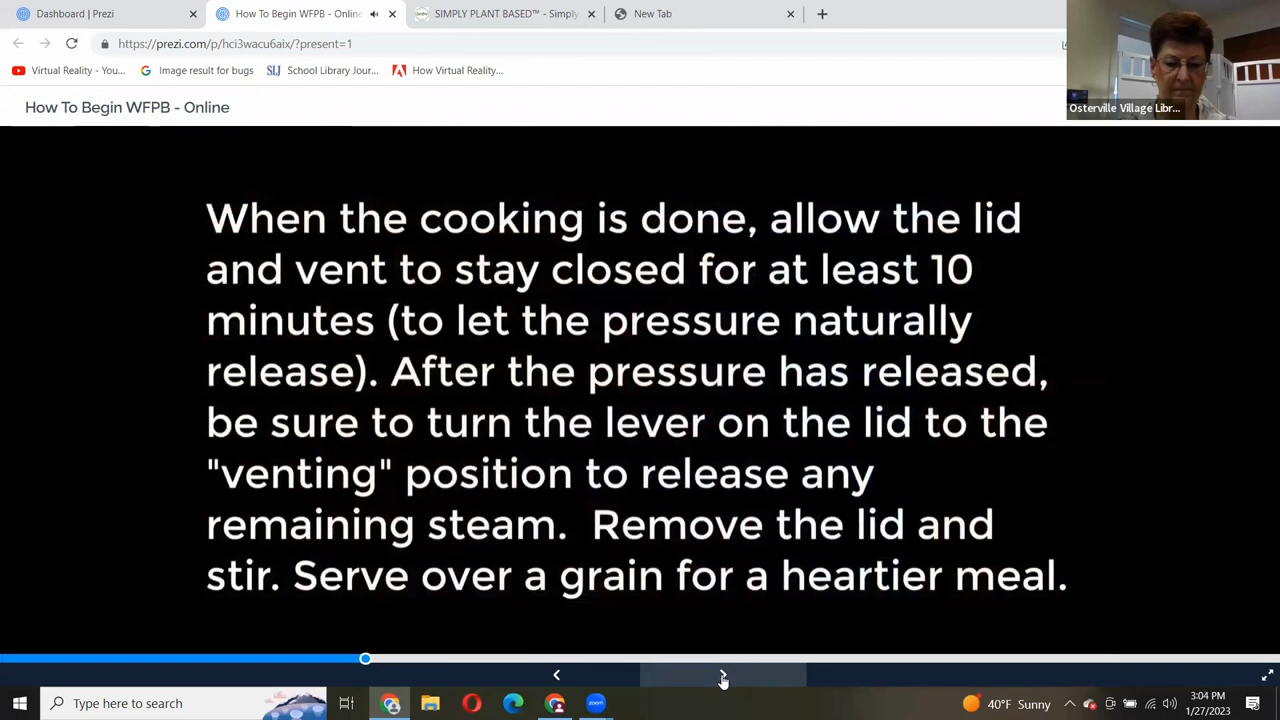 Dashboard | Prezi
How To Begin WFPB - Online
SIMPLY PLANT BASED™ - Simply
New Tab
https://prezi.com/p/hci3wacu6aix/?present=1
Virtual Reality - You...
Image result for bugs
SLJ
School Library Jour...
How Virtual Reality...
How To Begin WFPB - Online
Osterville Village Libr...
When the cooking is done, allow the lid
and vent to stay closed for at least 10
minutes (to let the pressure naturally
release). After the pressure has released,
be sure to turn the lever on the lid to the
"venting" position to release any
remaining steam. Remove the lid and
stir. Serve over a grain for a heartier meal.
Type here to search
zoom
40°F Sunny
3:04 PM
1/27/2023